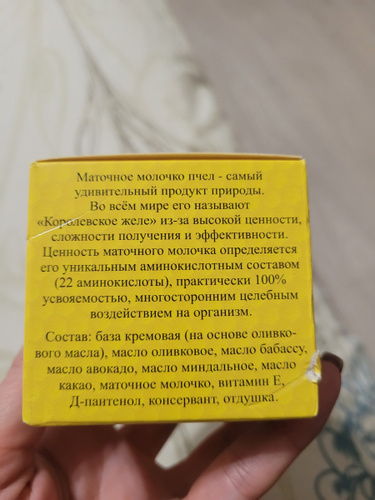 Маточное молочко пчел - самый
удивительный продукт природы.
Во всём мире его называют
«Королевское желе» из-за высокой ценности,
сложности получения и эффективности.
Ценность маточного молочка определяется
его уникальным аминокислотным составом
(22 аминокислоты), практически 100%
усвояемостью, многосторонним целебным
воздействием на организм.
Состав: база кремовая (на основе оливко-
вого масла), масло оливковое, масло бабассу,
масло авокадо, масло миндальное, масло
какао, маточное молочко, витамин Е,
Д-пантенол, консервант, отдушка.